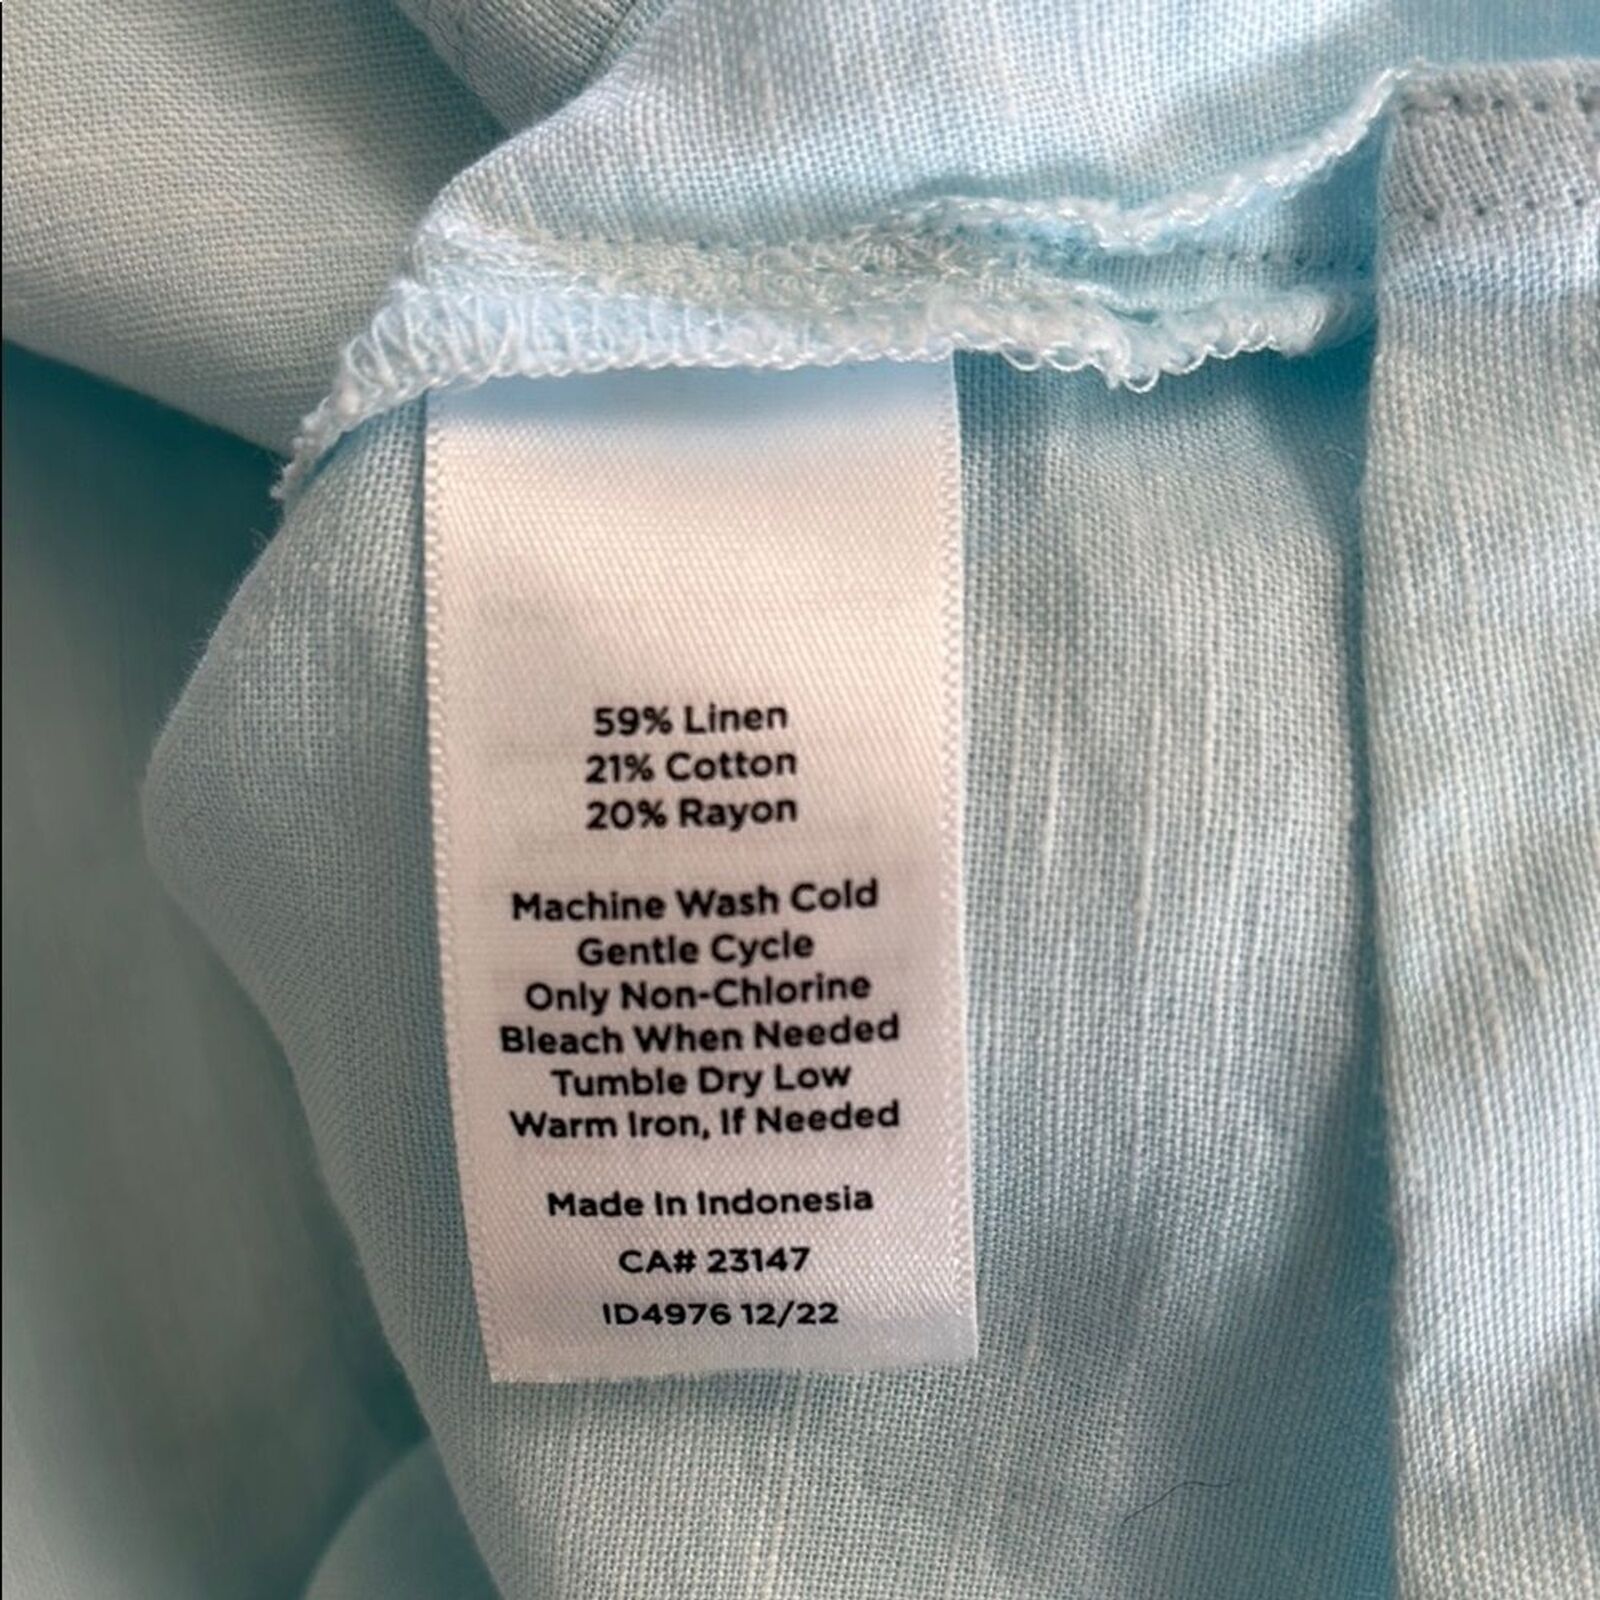 59% Linen
21% Cotton
20% Rayon
Machine Wash Cold
Gentle Cycle
Only Non-Chlorine
Bleach When Needed
Tumble Dry Low
Warm Iron, If Needed
Made In Indonesia
CA# 23147
ID4976 12/22